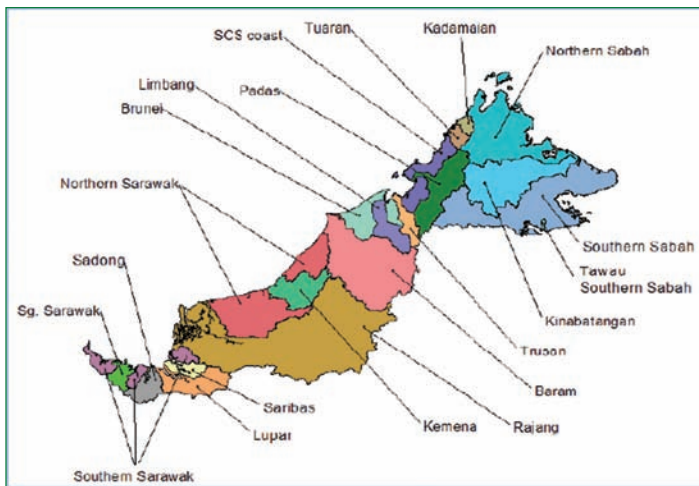 Tuaran
Kadamaian
SCS coast
Northern Sabah
Limbang
Padas
Brunei
Northern Sarawak
Sadong
Southern Sabah
Tawau
Southern Sabah
Sg. Sarawak
Kinabatangan
Trusan
Baram
Saribas
Kemena
Rajang
Lupar
Southern Sarawak